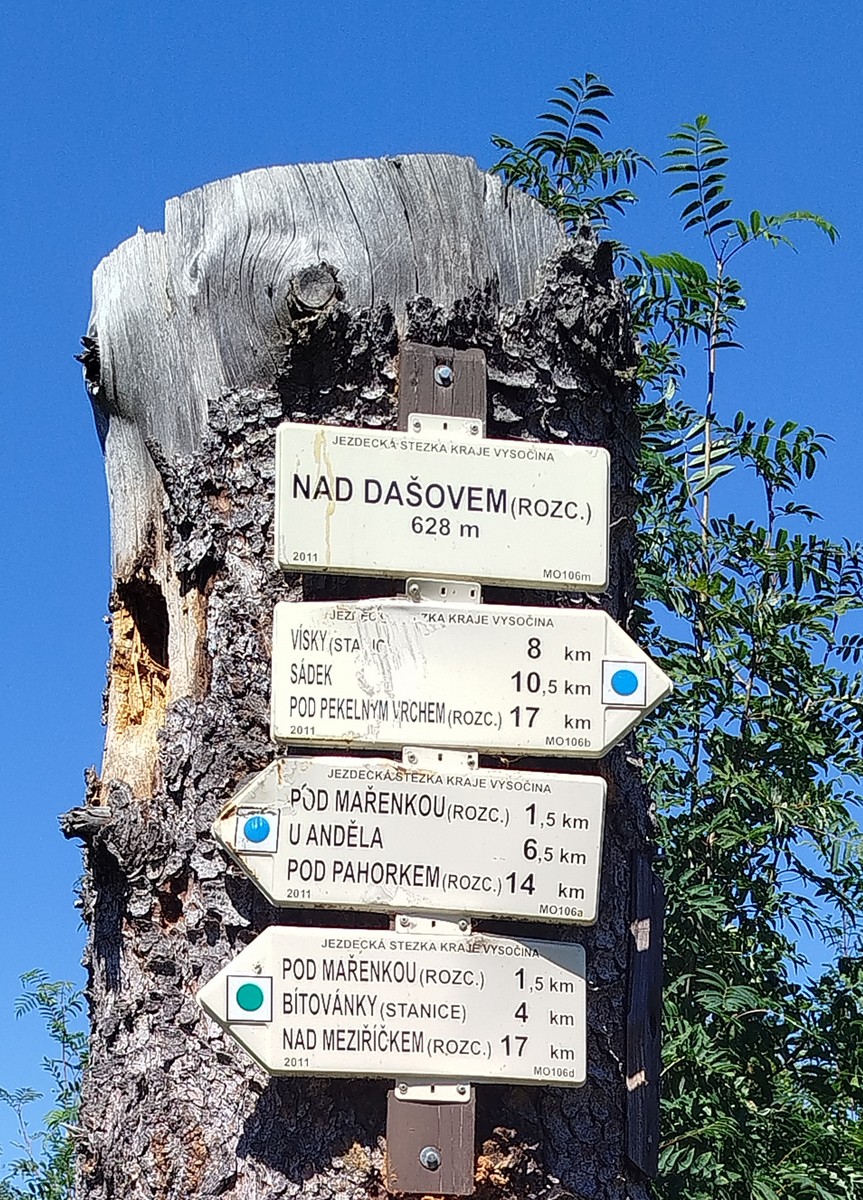 JEZDECKÁ STEZKA KRAJE VYSOČINA
NAD DAŠOVEM (ROZC.)
628 m
2011 MO106m
KRAJE VYSOČINA
VÍSKY 8 km
SÁDEK 10,5 km
POD PEKELNÝM VRCHEM (ROZC.) 17 km
2011 MO106b
JEZDECKÁ STEZKA KRAJE VYSOČINA
POD MAŘENKOU (ROZC.) 1,5 km
U ANDĚLA 6,5 km
POD PAHORKEM (ROZC.) 14 km
2011 MO106a
JEZDECKÁ STEZKA KRAJE VYSOČINA
POD MAŘENKOU (ROZC.) 1,5 km
BÍTOVÁNKY (STANICE) 4 km
NAD MEZIŘÍČKEM (ROZC.) 17 km
2011 MO106d